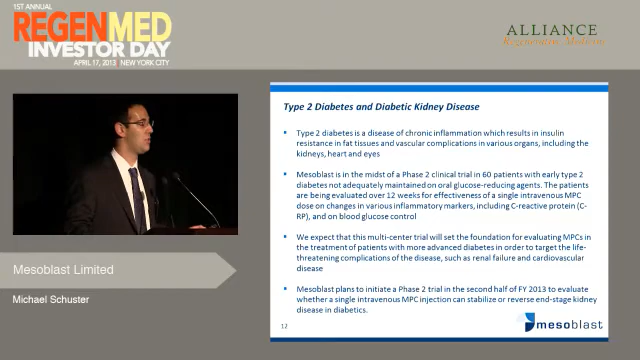 1ST ANNUAL
REGENMED
INVESTOR DAY
APRIL 17, 2013 | NEW YORK CITY
ALLIANCE
Regenerative Medicine
Type 2 Diabetes and Diabetic Kidney Disease
Type 2 diabetes is a disease of chronic inflammation which results in insulin
resistance in fat tissues and vascular complications in various organs, including the
kidneys, heart and eyes
Mesoblast is in the midst of a Phase 2 clinical trial in 60 patients with early type 2
diabetes not adequately maintained on oral glucose-reducing agents. The patients
are being evaluated over 12 weeks for effectiveness of a single intravenous MPC
dose on changes in various inflammatory markers, including C-reactive protein (C-
RP), and on blood glucose control
We expect that this multi-center trial will set the foundation for evaluating MPCs in
the treatment of patients with more advanced diabetes in order to target the life-
threatening complications of the disease, such as renal failure and cardiovascular
disease
Mesoblast plans to initiate a Phase 2 trial in the second half of FY 2013 to evaluate
whether a single intravenous MPC injection can stabilize or reverse end-stage kidney
disease in diabetics.
12
mesoblast
Mesoblast Limited
Michael Schuster